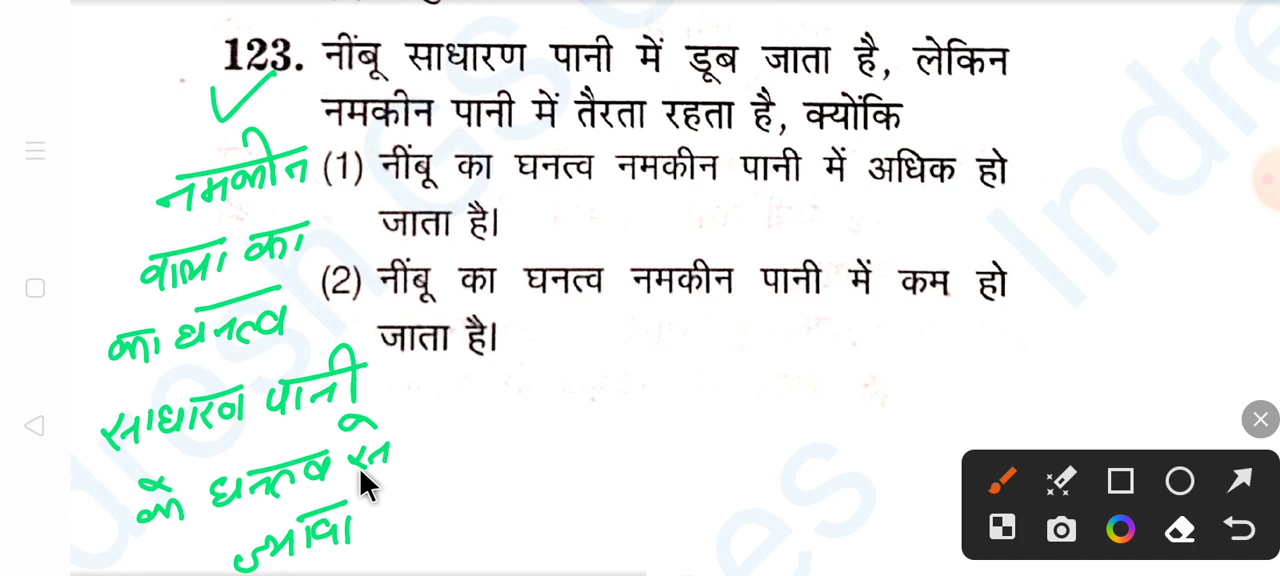 123. नींबू साधारण पानी में डूब जाता है, लेकिन
नमकीन पानी में तैरता रहता है, क्योंकि
(1) नींबू का घनत्व नमकीन पानी में अधिक हो
जाता है।
(2) नींबू का घनत्व नमकीन पानी में कम हो
जाता है।
नमकीन
वाला का
का घनत्व
साधारण पानी
के घनत्व से